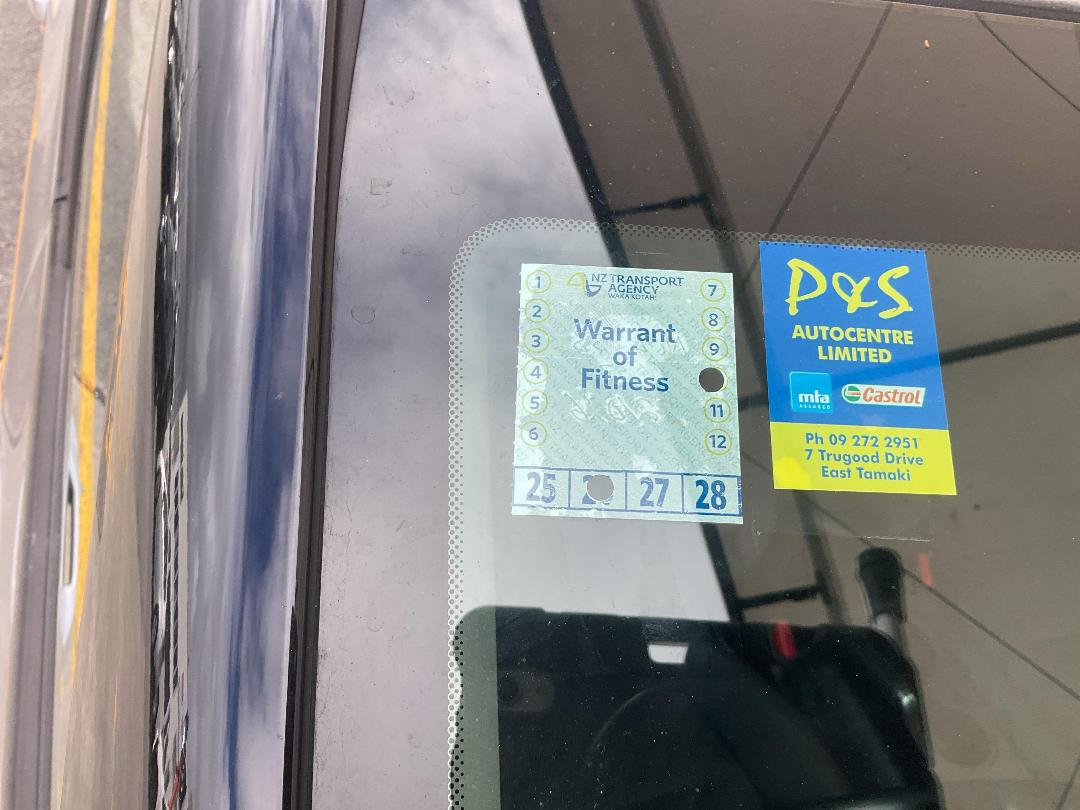 NZ TRANSPORT
AGENCY
WAKA KOTAHI
Warrant
of
Fitness
1
2
3
4
5
6
7
8
9
11
12
25
27
28
P&S
AUTOCENTRE
LIMITED
mta
ASSURED
Castrol
Ph 09 272 2951
7 Trugood Drive
East Tamaki